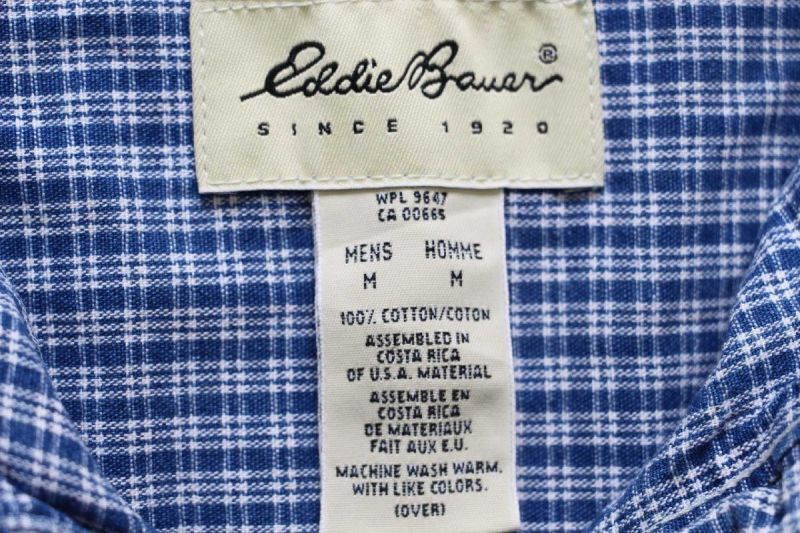 Eddie Bauer®
SINCE 1920
WPL 9647
CA 00665
MENS HOMME
M M
100% COTTON/COTON
ASSEMBLED IN
COSTA RICA
OF U.S.A. MATERIAL
ASSEMBLE EN
COSTA RICA
DE MATERIAUX
FAIT AUX E.U.
MACHINE WASH WARM.
WITH LIKE COLORS.
(OVER)